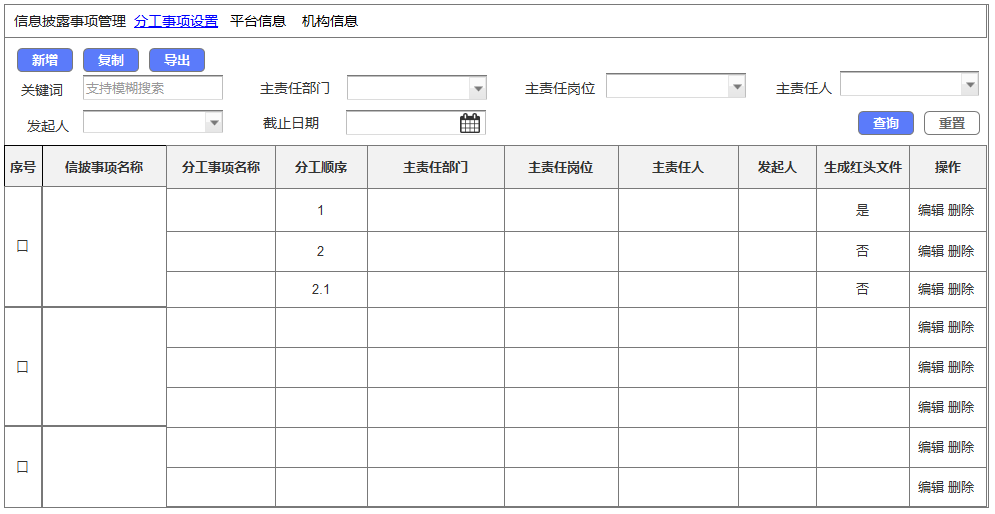 信息披露事项管理 分工事项设置 平台信息 机构信息
新增 复制 导出
关键词 支持模糊搜索 主责任部门 主责任岗位 主责任人
发起人 截止日期 查询 重置
序号 信披事项名称 分工事项名称 分工顺序 主责任部门 主责任岗位 主责任人 发起人 生成红头文件 操作
1 是 编辑 删除
口 2 否 编辑 删除
2.1 否 编辑 删除
编辑 删除
口 编辑 删除
编辑 删除
编辑 删除
口 编辑 删除